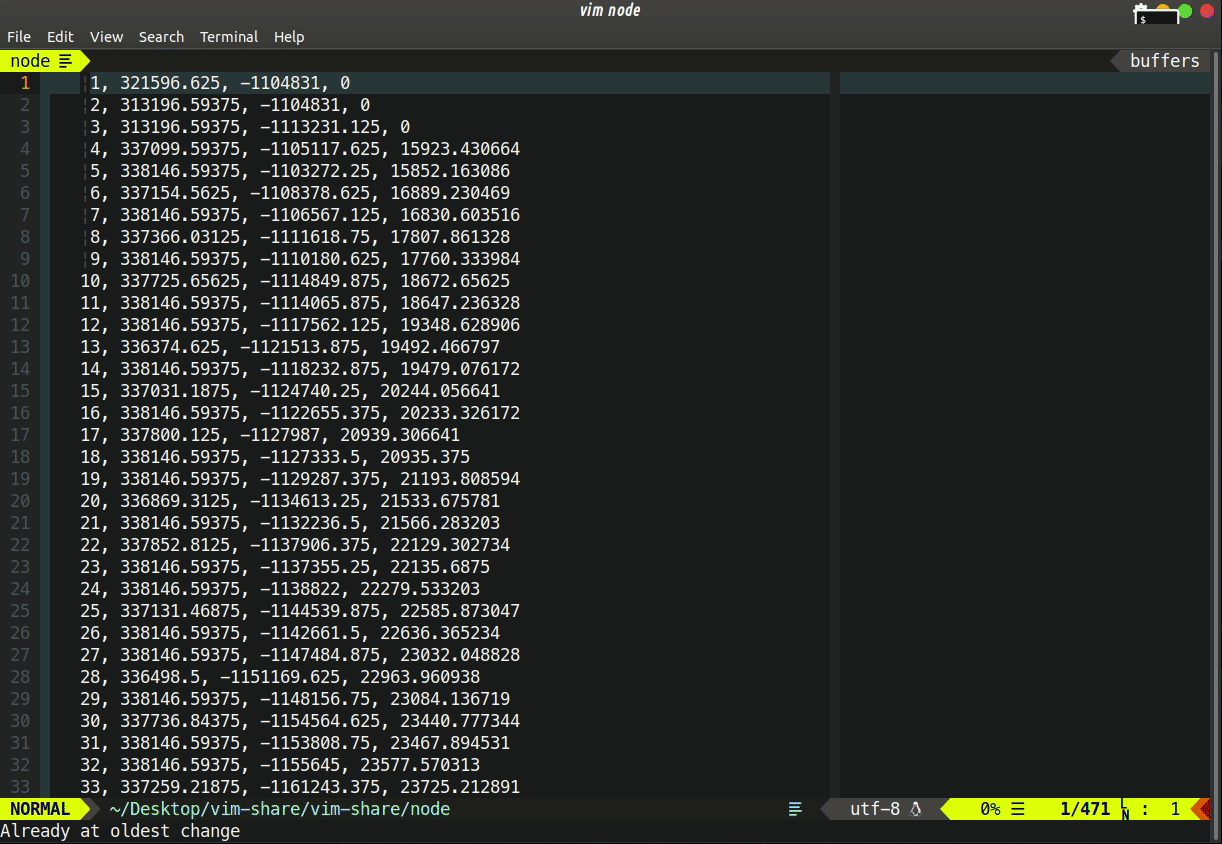 vim node
$
File Edit View Search Terminal Help
node buffers
1 1, 321596.625, -1104831, 0
2 2, 313196.59375, -1104831, 0
3 3, 313196.59375, -1113231.125, 0
4 4, 337099.59375, -1105117.625, 15923.430664
5 5, 338146.59375, -1103272.25, 15852.163086
6 6, 337154.5625, -1108378.625, 16889.230469
7 7, 338146.59375, -1106567.125, 16830.603516
8 8, 337366.03125, -1111618.75, 17807.861328
9 9, 338146.59375, -1110180.625, 17760.333984
10 10, 337725.65625, -1114849.875, 18672.65625
11 11, 338146.59375, -1114065.875, 18647.236328
12 12, 338146.59375, -1117562.125, 19348.628906
13 13, 336374.625, -1121513.875, 19492.466797
14 14, 338146.59375, -1118232.875, 19479.076172
15 15, 337031.1875, -1124740.25, 20244.056641
16 16, 338146.59375, -1122655.375, 20233.326172
17 17, 337800.125, -1127987, 20939.306641
18 18, 338146.59375, -1127333.5, 20935.375
19 19, 338146.59375, -1129287.375, 21193.808594
20 20, 336869.3125, -1134613.25, 21533.675781
21 21, 338146.59375, -1132236.5, 21566.283203
22 22, 337852.8125, -1137906.375, 22129.302734
23 23, 338146.59375, -1137355.25, 22135.6875
24 24, 338146.59375, -1138822, 22279.533203
25 25, 337131.46875, -1144539.875, 22585.873047
26 26, 338146.59375, -1142661.5, 22636.365234
27 27, 338146.59375, -1147484.875, 23032.048828
28 28, 336498.5, -1151169.625, 22963.960938
29 29, 338146.59375, -1148156.75, 23084.136719
30 30, 337736.84375, -1154564.625, 23440.777344
31 31, 338146.59375, -1153808.75, 23467.894531
32 32, 338146.59375, -1155645, 23577.570313
33 33, 337259.21875, -1161243.375, 23725.212891
NORMAL ~/Desktop/vim-share/vim-share/node utf-8 0% ☰ 1/471 LN : 1
Already at oldest change